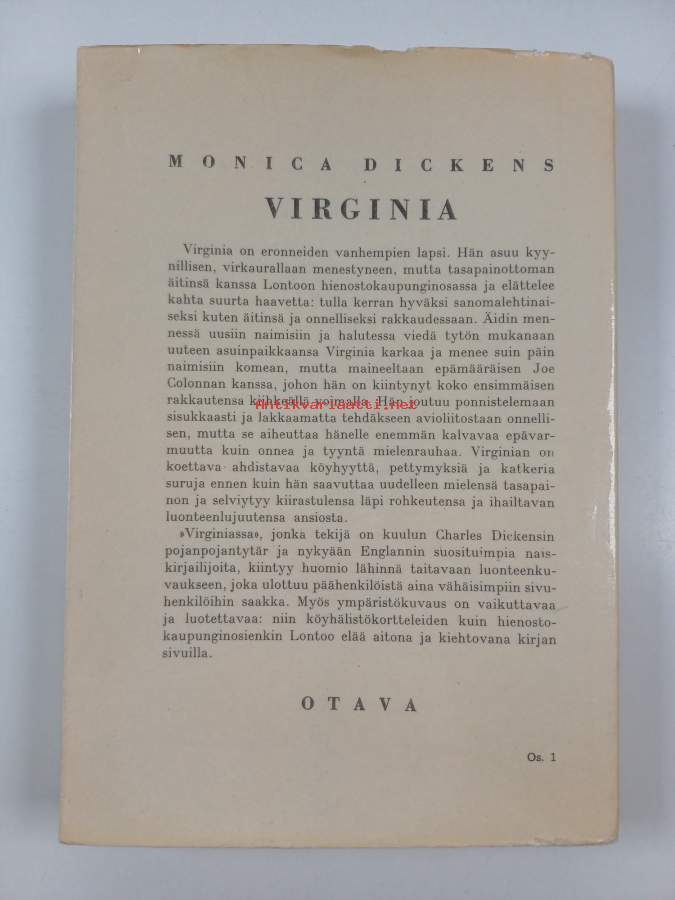 MONICA DICKENS
VIRGINIA
Virginia on eronneiden vanhempien lapsi. Hän asuu kyy-
nillisen, virkaurallaan menestyneen, mutta tasapainottoman
äitinsä kanssa Lontoon hienostokaupunginosassa ja elättelee
kahta suurta haavetta: tulla kerran hyväksi sanomalehtinai-
seksi kuten äitinsä ja onnelliseksi rakkaudessaan. Äidin men-
nessä uusiin naimisiin ja halutessa viedä tytön mukanaan
uuteen asuinpaikkaansa Virginia karkaa ja menee suin päin
naimisiin komean, mutta maineeltaan epämääräisen Joe
Colonnan kanssa, johon hän on kiintynyt koko ensimmäisen
rakkautensa kiihkeällä voimalla. Hän joutuu ponnistelemaan
Antikvariaatti.net
sisukkaasti ja lakkaamatta tehdäkseen avioliitostaan onnelli-
sen, mutta se aiheuttaa hänelle enemmän kalvavaa epävar-
muutta kuin onnea ja tyyntä mielenrauhaa. Virginian on
koettava ahdistavaa köyhyyttä, pettymyksiä ja katkeria
suruja ennen kuin hän saavuttaa uudelleen mielensä tasapai-
non ja selviytyy kiirastulensa läpi rohkeutensa ja ihailtavan
luonteenlujuutensa ansiosta.
»Virginiassa», jonka tekijä on kuulun Charles Dickensin
pojanpojantytär ja nykyään Englannin suosituimpia nais-
kirjailijoita, kiintyy huomio lähinnä taitavaan luonteenku-
vaukseen, joka ulottuu päähenkilöistä aina vähäisimpiin sivu-
henkilöihin saakka. Myös ympäristökuvaus on vaikuttavaa
ja luotettavaa: niin köyhälistökortteleiden kuin hienosto-
kaupunginosienkin Lontoo elää aitona ja kiehtovana kirjan
sivuilla.
OTAVA
Os. 1